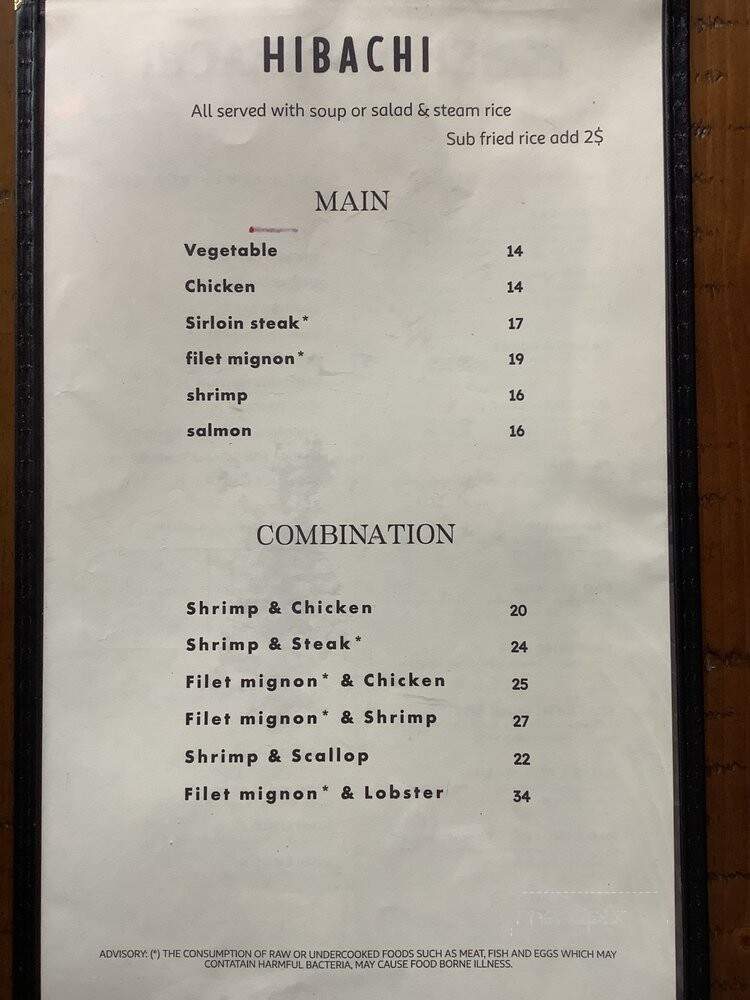 HIBACHI
All served with soup or salad & steam rice
Sub fried rice add 2$
MAIN
Vegetable 14
Chicken 14
Sirloin steak* 17
filet mignon* 19
shrimp 16
salmon 16
COMBINATION
Shrimp & Chicken 20
Shrimp & Steak* 24
Filet mignon* & Chicken 25
Filet mignon* & Shrimp 27
Shrimp & Scallop 22
Filet mignon* & Lobster 34
ADVISORY: (*) THE CONSUMPTION OF RAW OR UNDERCOOKED FOODS SUCH AS MEAT, FISH AND EGGS WHICH MAY
CONTATAIN HARMFUL BACTERIA, MAY CAUSE FOOD BORNE ILLNESS.